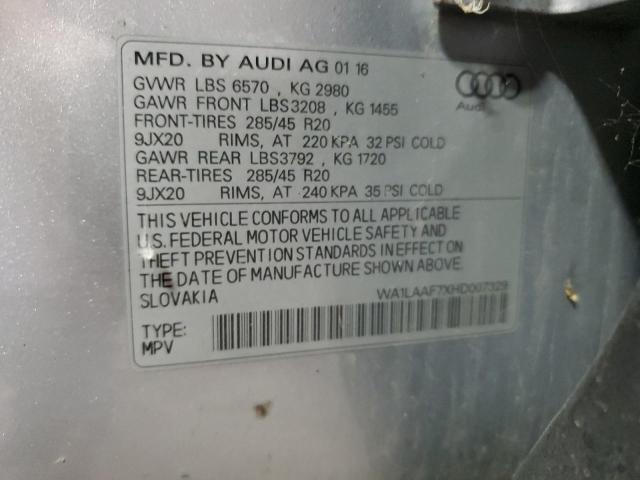 MFD. BY AUDI AG 01 16
GVWR LBS 6570 , KG 2980
GAWR FRONT LBS3208 , KG 1455
FRONT-TIRES 285/45 R20
9JX20 RIMS, AT 220 KPA 32 PSI COLD
GAWR REAR LBS3792 , KG 1720
REAR-TIRES 285/45 R20
9JX20 RIMS, AT 240 KPA 35 PSI COLD
Audi
THIS VEHICLE CONFORMS TO ALL APPLICABLE
U.S. FEDERAL MOTOR VEHICLE SAFETY AND
THEFT PREVENTION STANDARDS IN EFFECT ON
THE DATE OF MANUFACTURE SHOWN ABOVE.
SLOVAKIA WA1LAAF7XHD007329
TYPE:
MPV